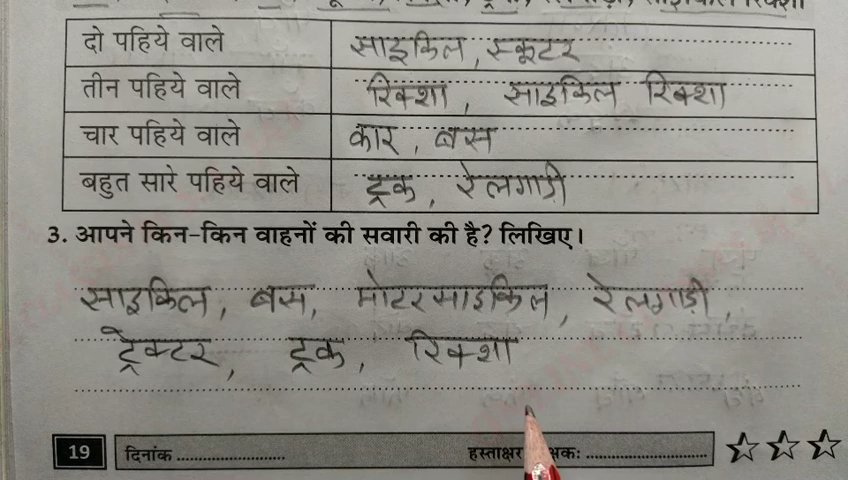 दो पहिये वाले साइकिल, स्कूटर
तीन पहिये वाले रिक्शा, साइकिल रिक्शा
चार पहिये वाले कार, बस
बहुत सारे पहिये वाले ट्रक, रेलगाड़ी
3. आपने किन-किन वाहनों की सवारी की है? लिखिए।
साइकिल, बस, मोटरसाइकिल, रेलगाड़ी,
ट्रेक्टर, ट्रक, रिक्शा
19 दिनांक ........................ हस्ताक्षर